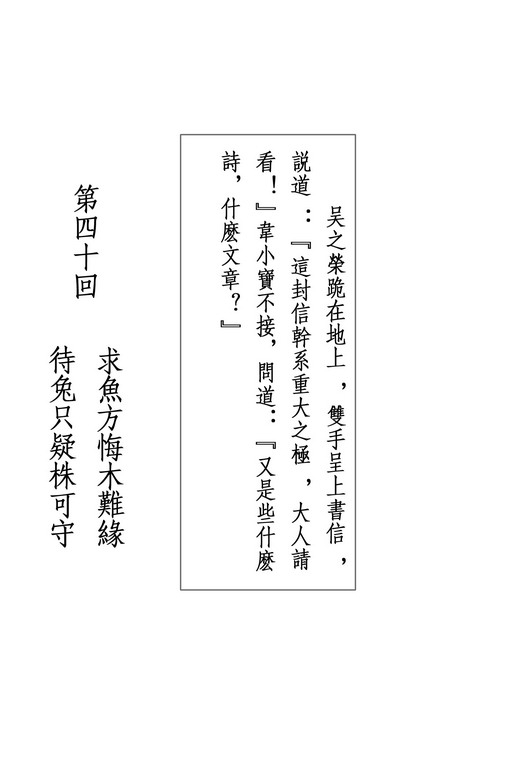 吴之榮跪在地上，雙手呈上書信，
説道：『這封信幹系重大之極，大人請
看！』韋小寶不接，問道：『又是些什麽
詩，什麽文章？』
第四十回
求魚方悔木難緣
待兔只疑株可守